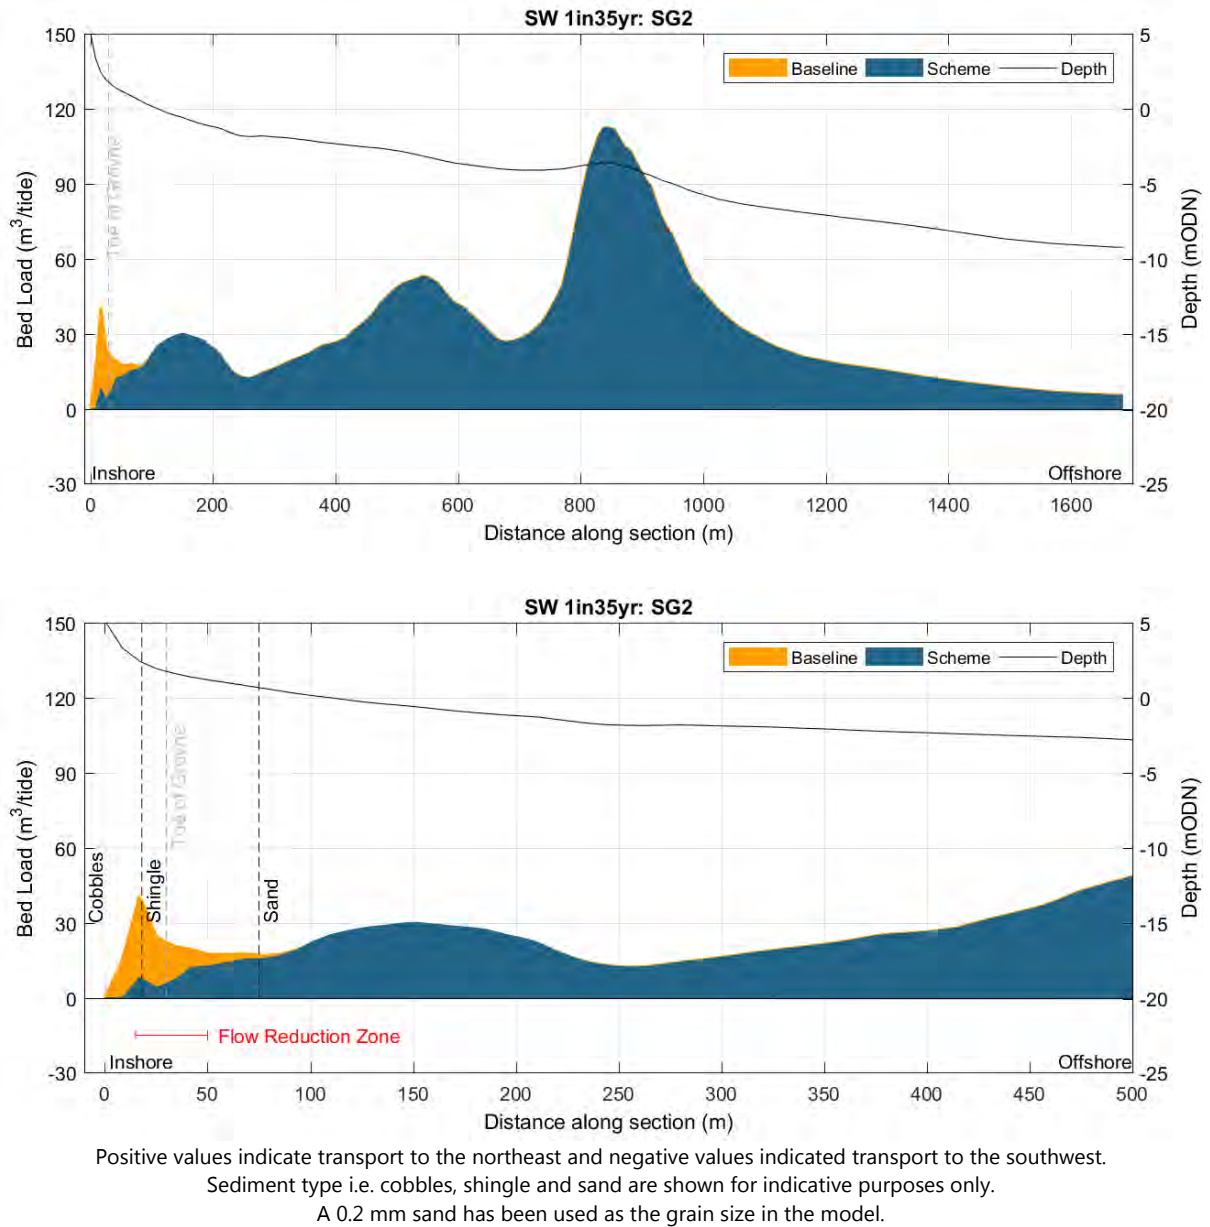 SW 1in35yr: SG2
Baseline
Scheme
Depth
150
120
90
60
30
0
-30
Bed Load (m³/tide)
5
0
-5
-10
-15
-20
-25
Depth (mODN)
Toe of Groyne
Inshore
Offshore
0 200 400 600 800 1000 1200 1400 1600
Distance along section (m)
SW 1in35yr: SG2
Baseline
Scheme
Depth
150
120
90
60
30
0
-30
Bed Load (m³/tide)
5
0
-5
-10
-15
-20
-25
Depth (mODN)
Cobbles
Shingle
Toe of Groyne
Sand
Flow Reduction Zone
Inshore
Offshore
0 50 100 150 200 250 300 350 400 450 500
Distance along section (m)
Positive values indicate transport to the northeast and negative values indicated transport to the southwest.
Sediment type i.e. cobbles, shingle and sand are shown for indicative purposes only.
A 0.2 mm sand has been used as the grain size in the model.